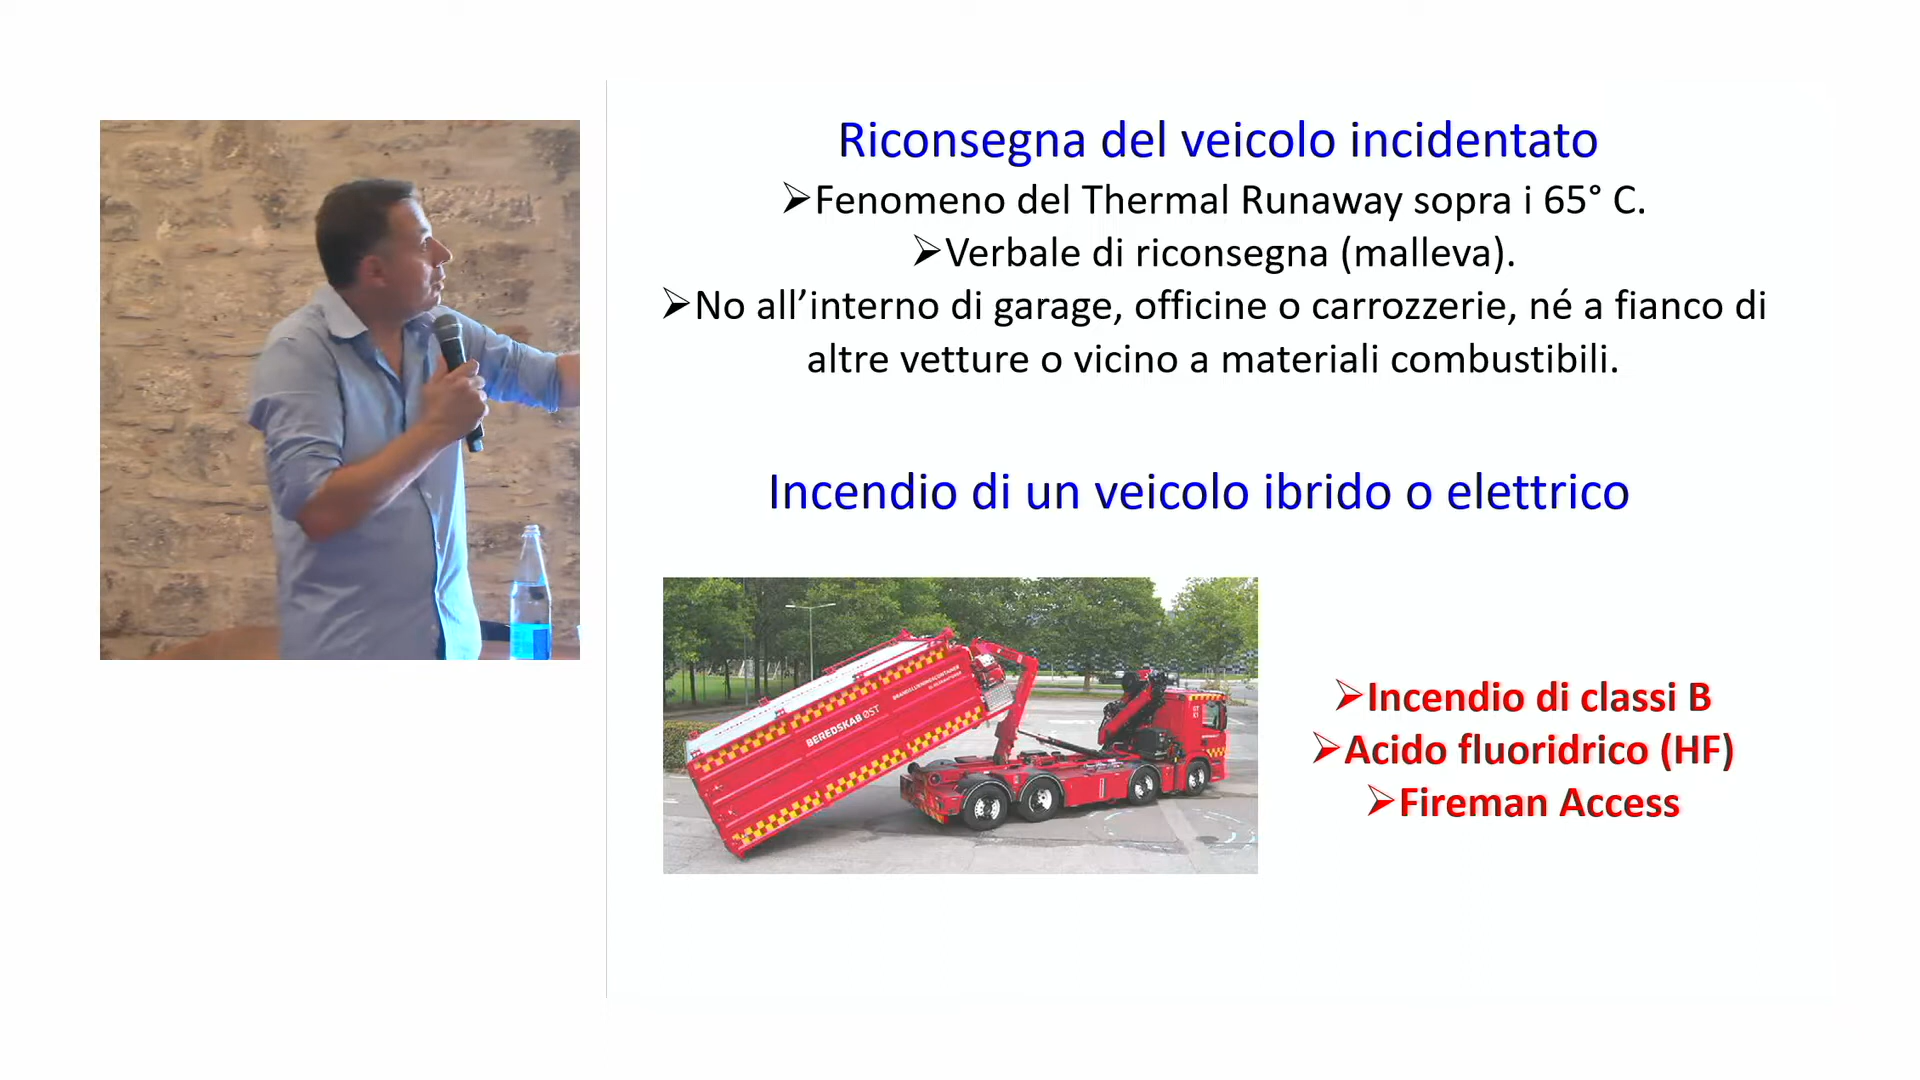 Riconsegna del veicolo incidentato
➢Fenomeno del Thermal Runaway sopra i 65° C.
➢Verbale di riconsegna (malleva).
➢No all’interno di garage, officine o carrozzerie, né a fianco di
altre vetture o vicino a materiali combustibili.
Incendio di un veicolo ibrido o elettrico
BEREDSKAB ØST
➢Incendio di classi B
➢Acido fluoridrico (HF)
➢Fireman Access